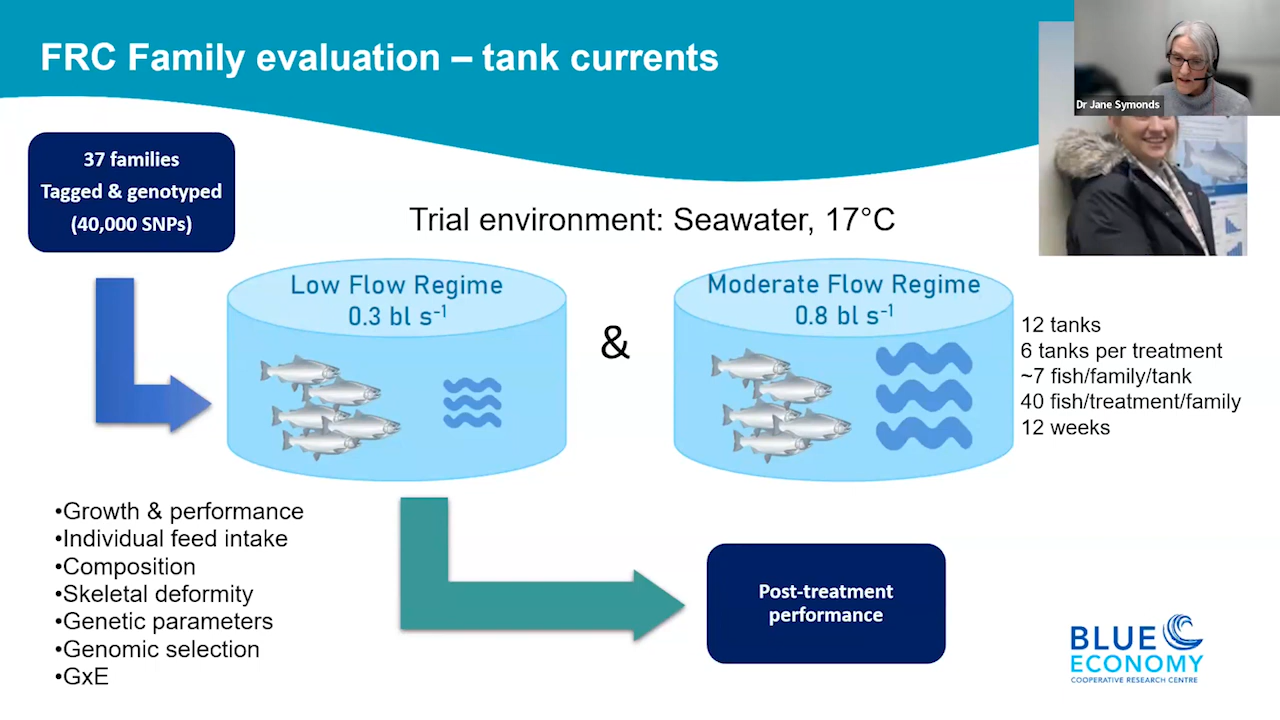 FRC Family evaluation – tank currents
Dr Jane Symonds
37 families
Tagged & genotyped
(40,000 SNPs)
Trial environment: Seawater, 17°C
Low Flow Regime
0.3 bl s⁻¹
&
Moderate Flow Regime
0.8 bl s⁻¹
12 tanks
6 tanks per treatment
~7 fish/family/tank
40 fish/treatment/family
12 weeks
•Growth & performance
•Individual feed intake
•Composition
•Skeletal deformity
•Genetic parameters
•Genomic selection
•GxE
Post-treatment
performance
BLUE
ECONOMY
COOPERATIVE RESEARCH CENTRE